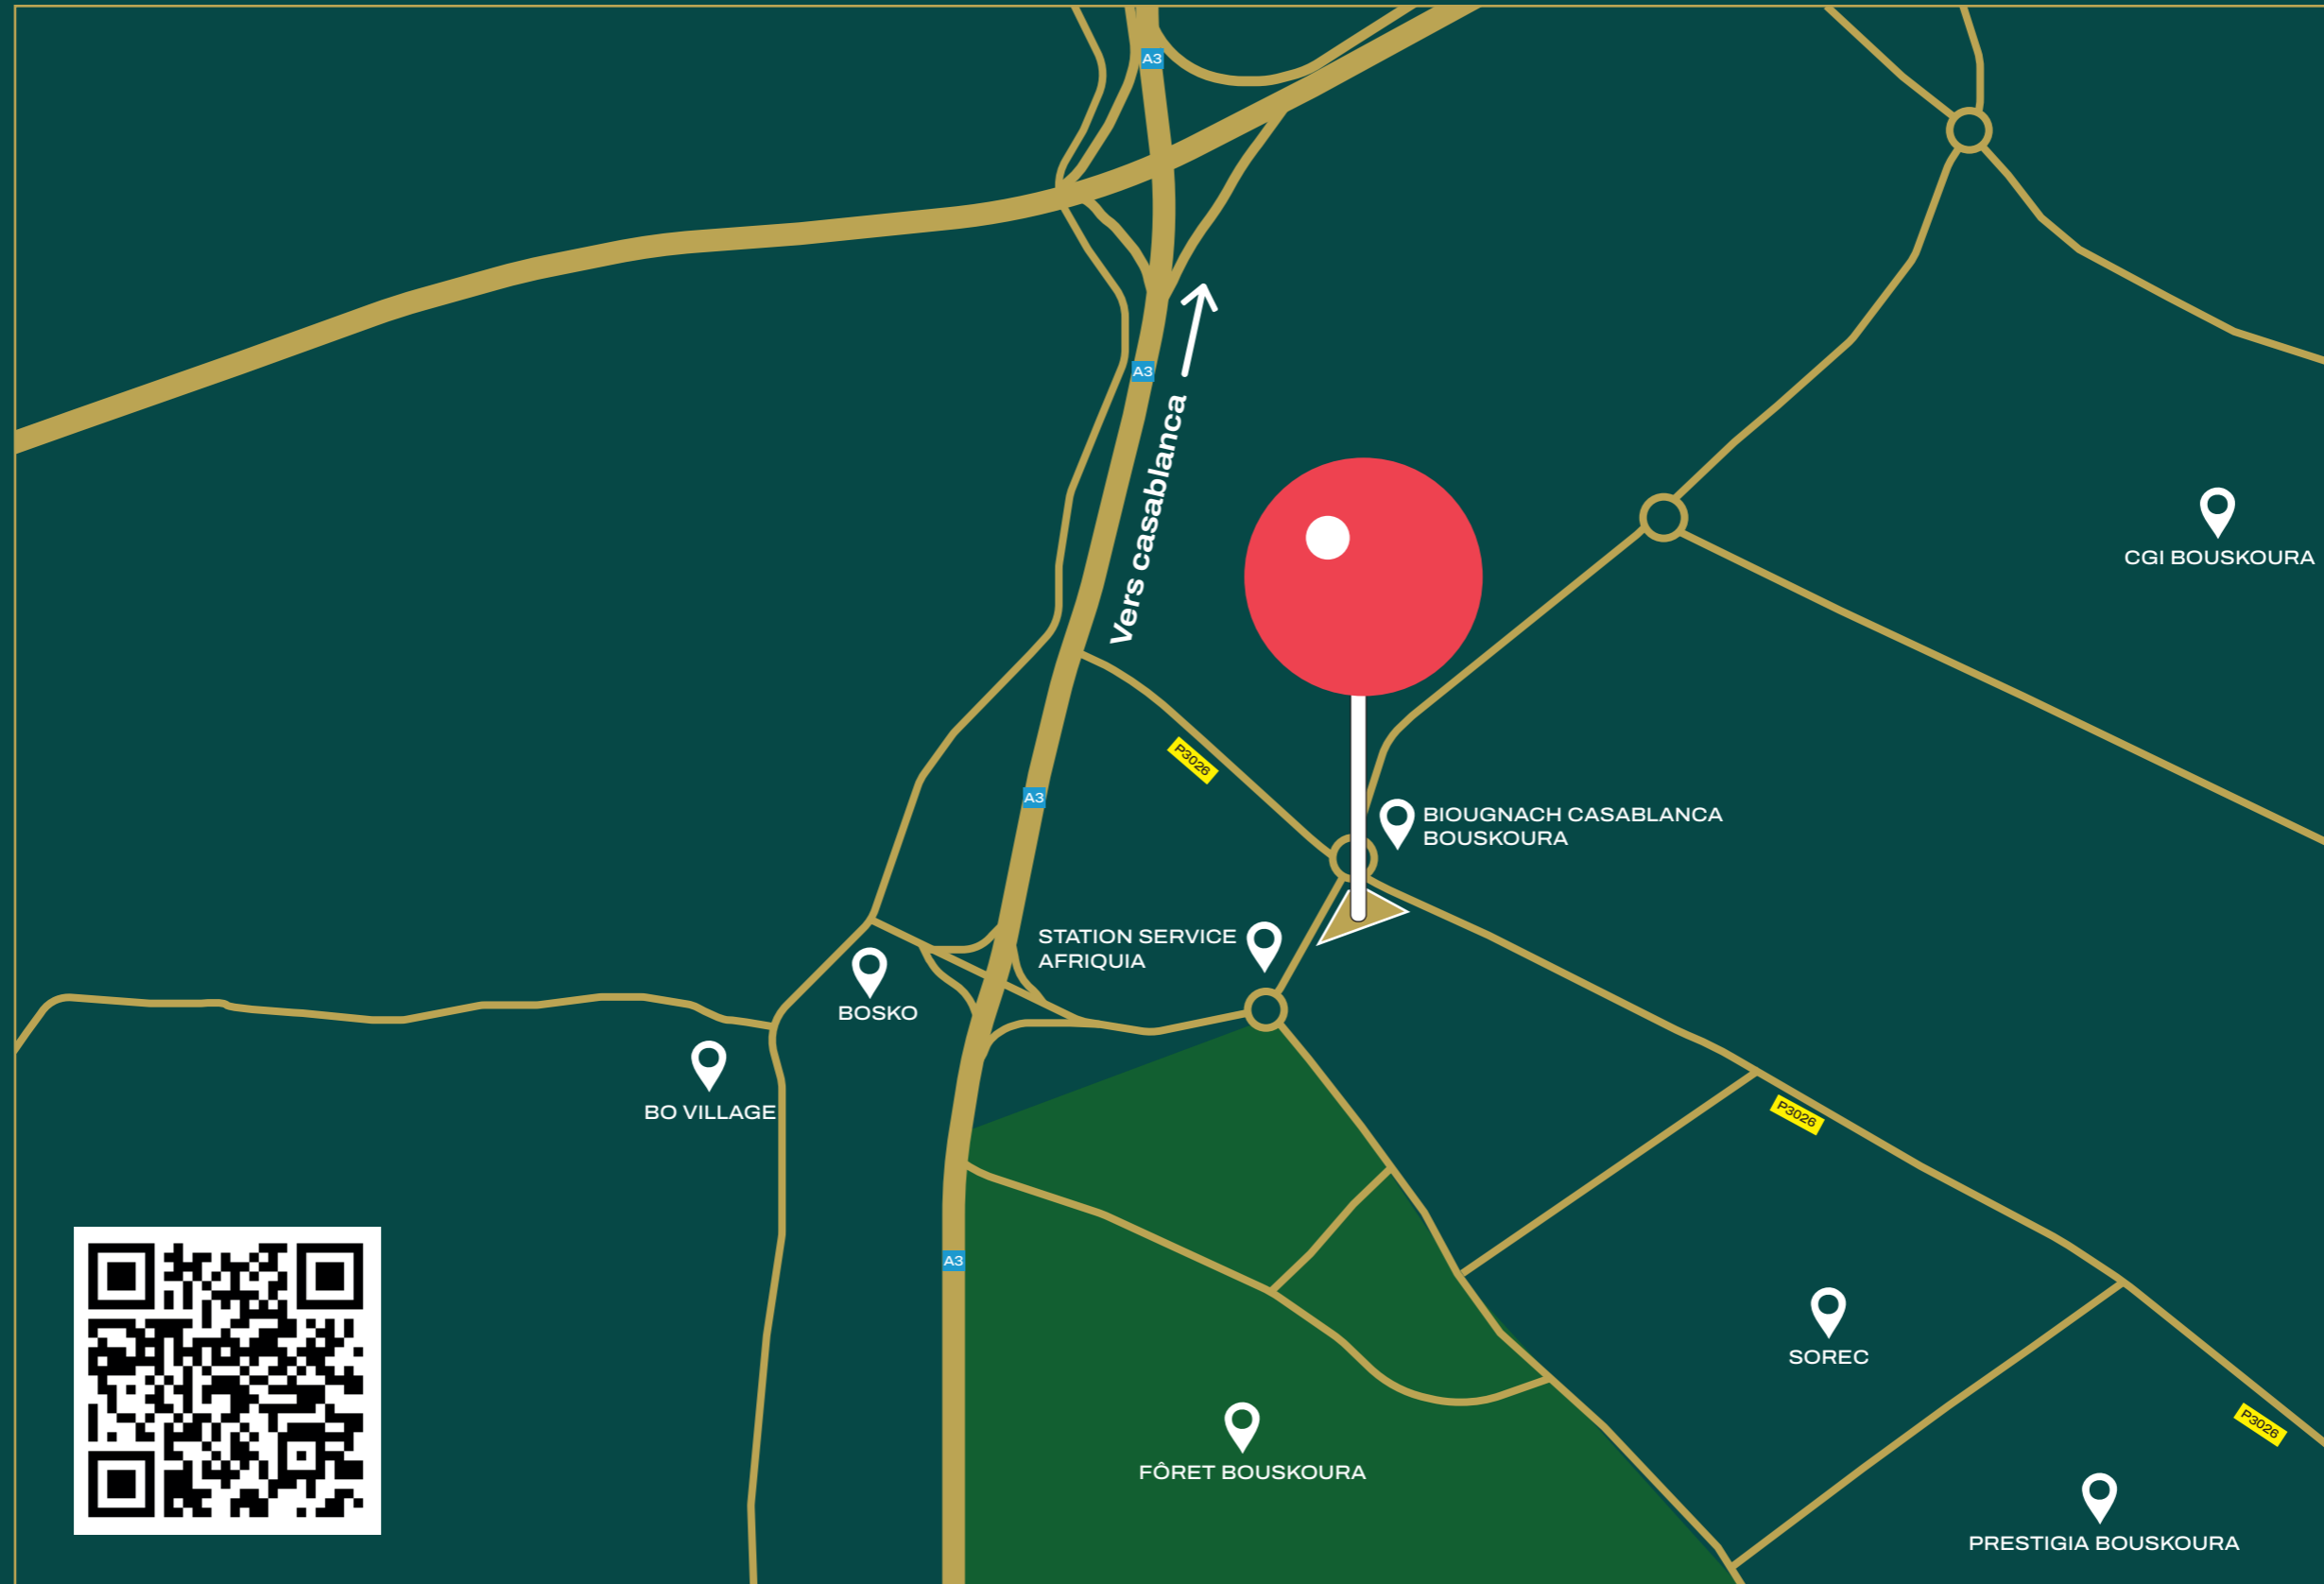 A3
A3
Vers casablanca
CGI BOUSKOURA
P3026
A3
BIOUGNACH CASABLANCA
BOUSKOURA
STATION SERVICE
AFRIQUIA
BOSKO
BO VILLAGE
P3026
A3
SOREC
P3026
FÔRET BOUSKOURA
PRESTIGIA BOUSKOURA